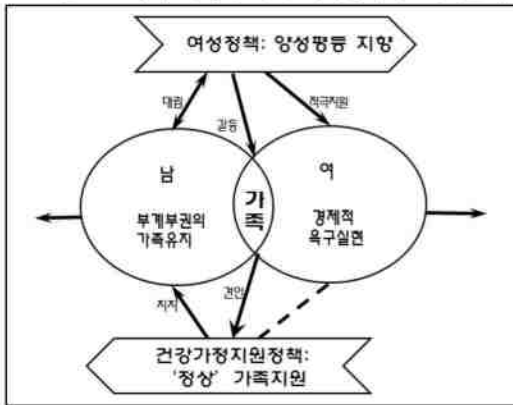 여성정책: 양성평등 지향
대립
갈등
적극지원
남
여
가족
부계부권의
가족유지
경제적
욕구실현
지지
견인
건강가정지원정책:
'정상' 가족지원